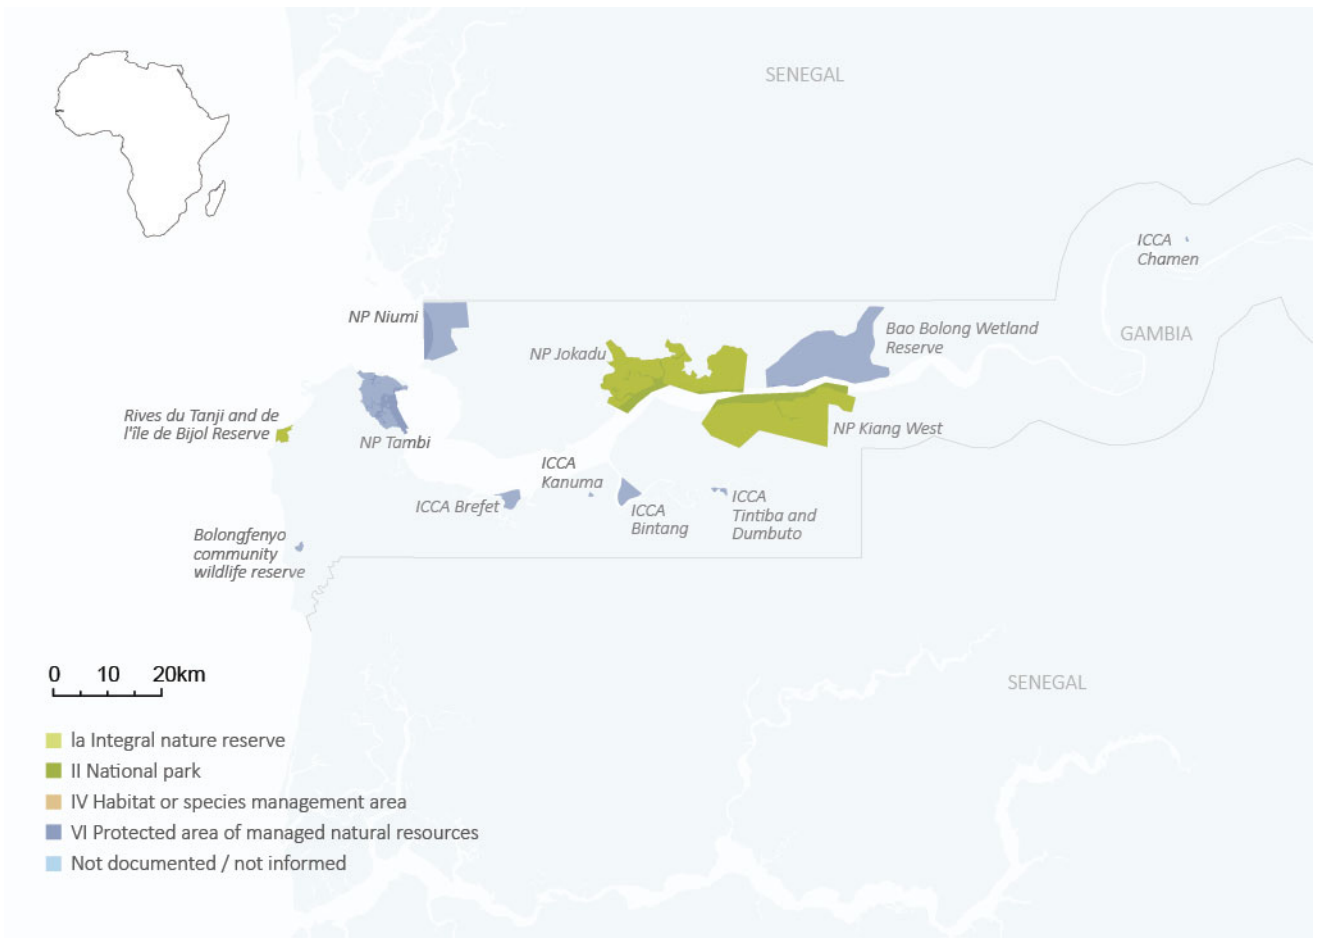 SENEGAL
ICCA
Chamen
NP Niumi
Bao Bolong Wetland
Reserve
GAMBIA
NP Jokadu
Rives du Tanji and de
l'île de Bijol Reserve
NP Tambi
NP Kiang West
ICCA
Kanuma
ICCA Brefet
ICCA
Bintang
ICCA
Tintiba and
Dumbuto
Bolongfenyo
community
wildlife reserve
0 10 20km
SENEGAL
la Integral nature reserve
II National park
IV Habitat or species management area
VI Protected area of managed natural resources
Not documented / not informed